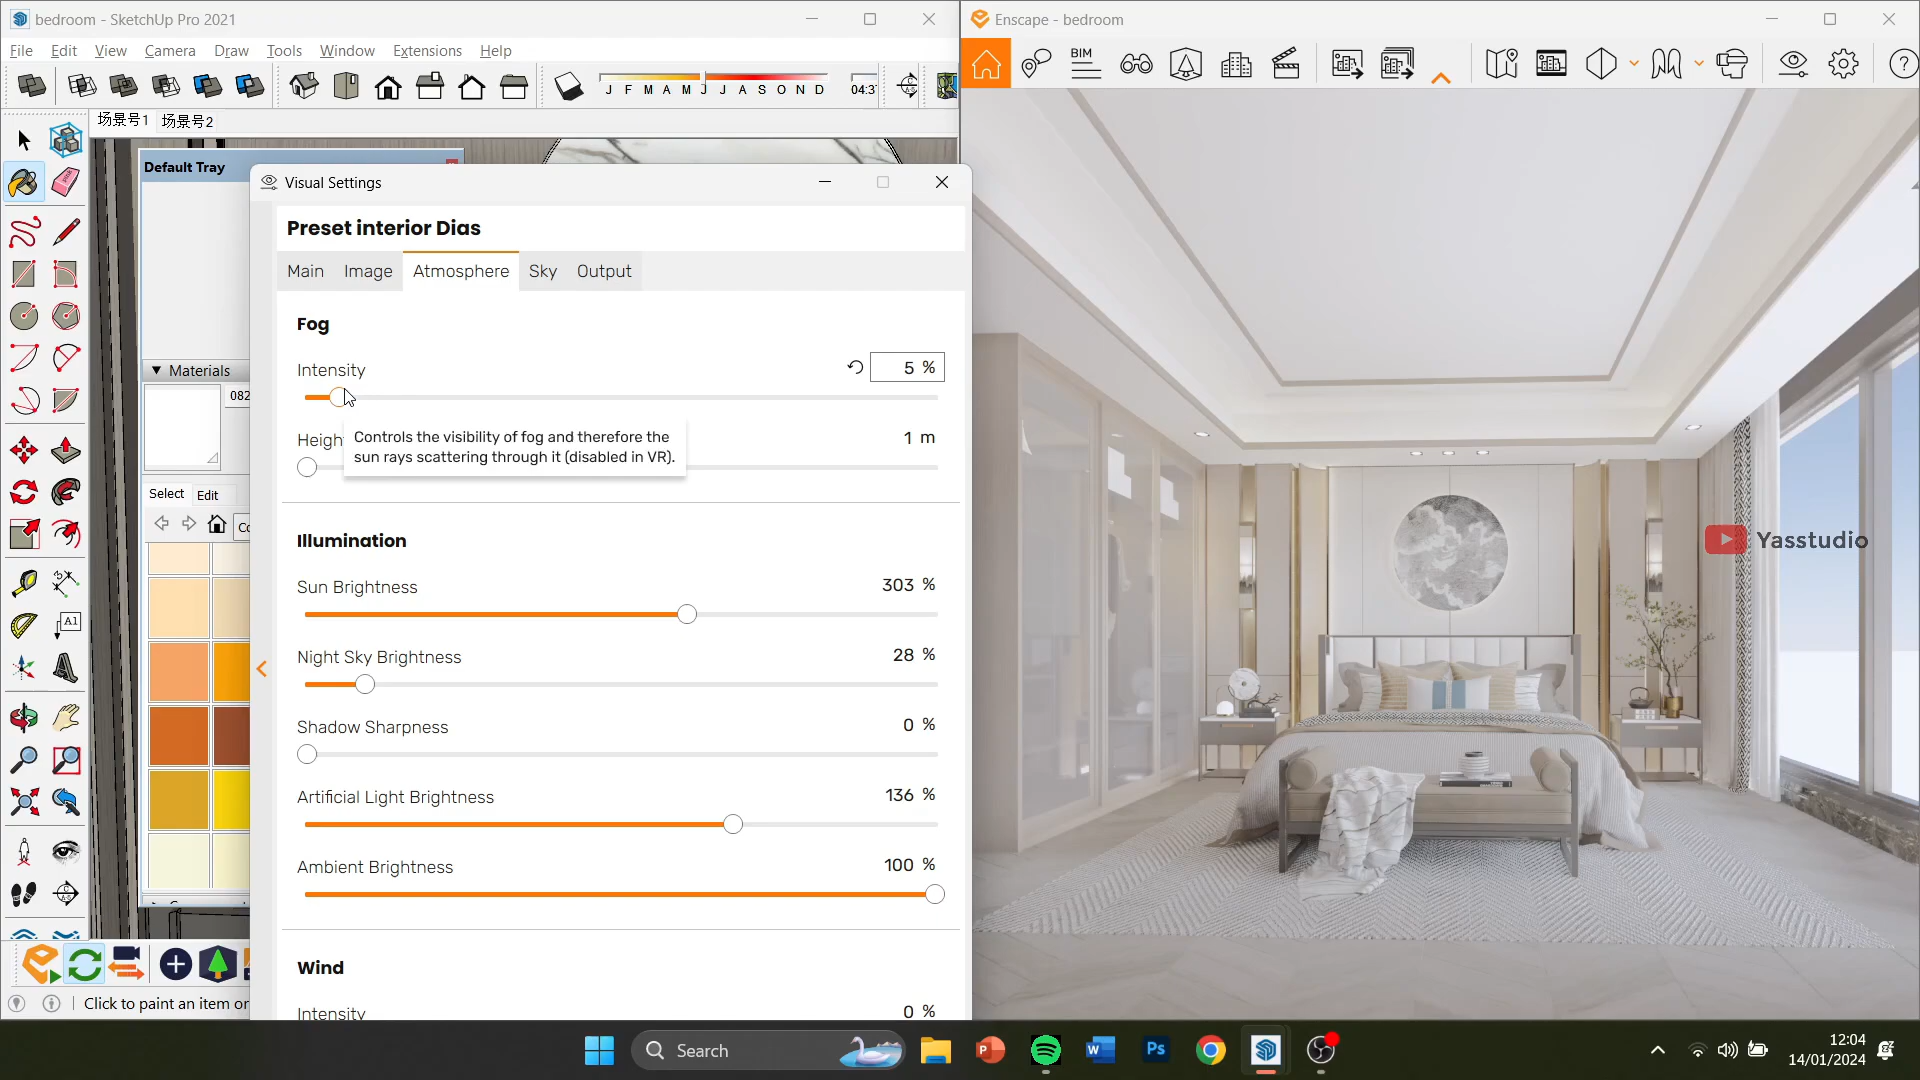 bedroom - SketchUp Pro 2021
File Edit View Camera Draw Tools Window Extensions Help
J F M A M J J A S O N D
04:3
场景号1 场景号2
Default Tray
Materials
082
Select Edit
Co
A1
Click to paint an item or
Visual Settings
Preset interior Dias
Main Image Atmosphere Sky Output
Fog
Intensity
5 %
Heigh
1 m
Controls the visibility of fog and therefore the
sun rays scattering through it (disabled in VR).
Illumination
Sun Brightness
303 %
Night Sky Brightness
28 %
Shadow Sharpness
0 %
Artificial Light Brightness
136 %
Ambient Brightness
100 %
Wind
Intensity
0 %
Enscape - bedroom
BIM
Yasstudio
Search
12:04
14/01/2024